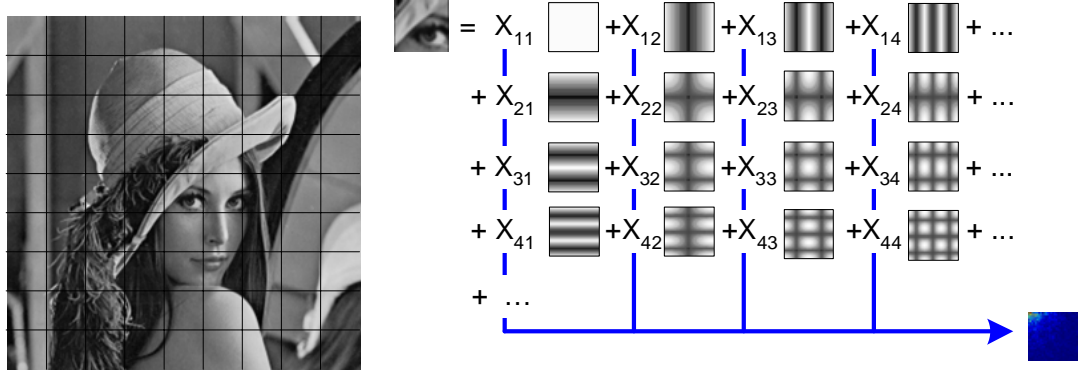 = X11 +X12 +X13 +X14 + ...
+ X21 +X22 +X23 +X24 + ...
+ X31 +X32 +X33 +X34 + ...
+ X41 +X42 +X43 +X44 + ...
+ ...